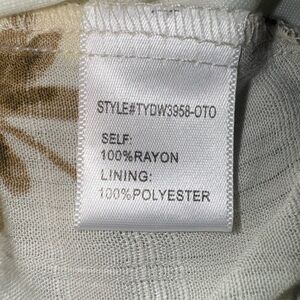 STYLE#TYDW3958-OTO
SELF:
100%RAYON
LINING:
100%POLYESTER